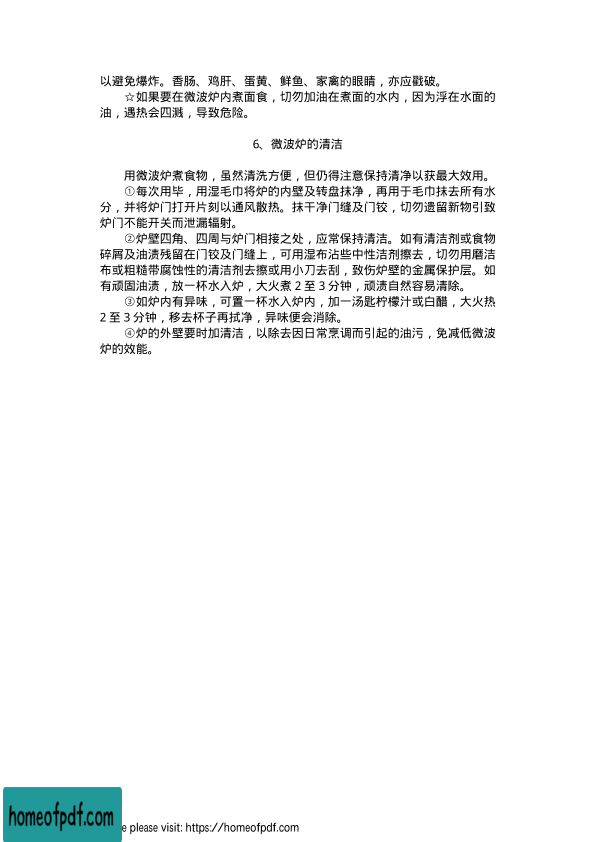 以避免爆炸。香肠、鸡肝、蛋黄、鲜鱼、家禽的眼睛，亦应戳破。
☆如果要在微波炉内煮面食，切勿加油在煮面的水内，因为浮在水面的
油，遇热会四溅，导致危险。
6、微波炉的清洁
用微波炉煮食物，虽然清洗方便，但仍得注意保持清净以获最大效用。
①每次用毕，用湿毛巾将炉的内壁及转盘抹净，再用于毛巾抹去所有水
分，并将炉门打开片刻以通风散热。抹干净门缝及门铰，切勿遗留新物引致
炉门不能开关而泄漏辐射。
②炉壁四角、四周与炉门相接之处，应常保持清洁。如有清洁剂或食物
碎屑及油渍残留在门铰及门缝上，可用湿布沾些中性洁剂擦去，切勿用磨洁
布或粗糙带腐蚀性的清洁剂去擦或用小刀去刮，致伤炉壁的金属保护层。如
有顽固油渍，放一杯水入炉，大火煮 2 至 3 分钟，顽渍自然容易清除。
③如炉内有异味，可置一杯水入炉内，加一汤匙柠檬汁或白醋，大火热
2 至 3 分钟，移去杯子再拭净，异味便会消除。
④炉的外壁要时加清洁，以除去因日常烹调而引起的油污，免减低微波
炉的效能。
homeofpdf.com
e please visit: https://homeofpdf.com